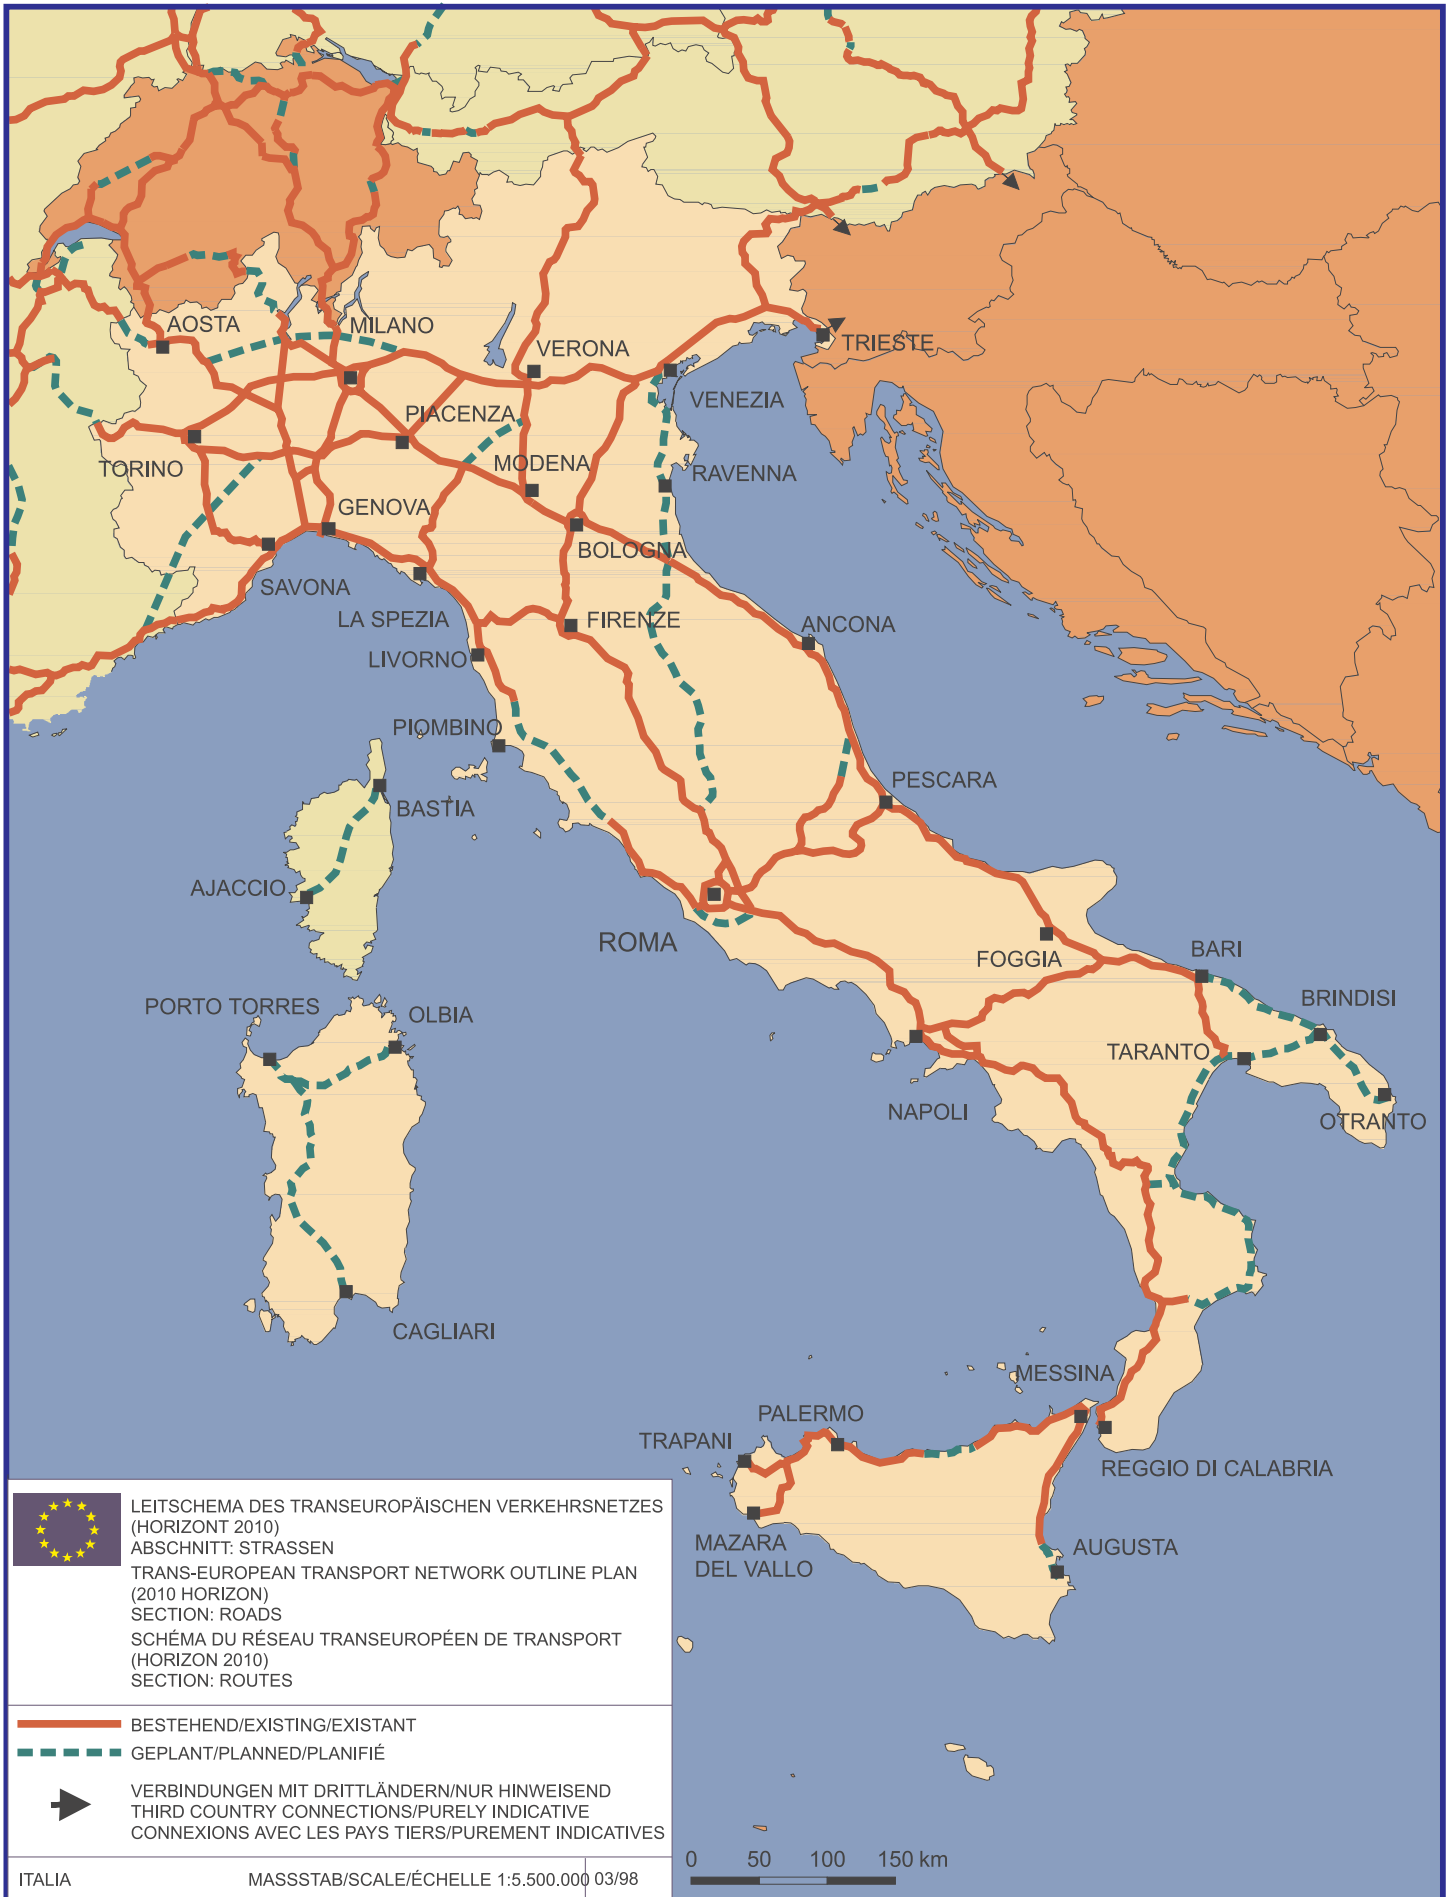 AOSTA
MILANO
VERONA
TRIESTE
VENEZIA
PIACENZA
TORINO
MODENA
RAVENNA
GENOVA
BOLOGNA
SAVONA
LA SPEZIA
FIRENZE
ANCONA
LIVORNO
PIOMBINO
PESCARA
BASTIA
AJACCIO
ROMA
FOGGIA
BARI
PORTO TORRES
OLBIA
BRINDISI
TARANTO
NAPOLI
OTRANTO
CAGLIARI
MESSINA
PALERMO
TRAPANI
REGGIO DI CALABRIA
MAZARA
DEL VALLO
AUGUSTA
LEITSCHEMA DES TRANSEUROPÄISCHEN VERKEHRSNETZES
(HORIZONT 2010)
ABSCHNITT: STRASSEN
TRANS-EUROPEAN TRANSPORT NETWORK OUTLINE PLAN
(2010 HORIZON)
SECTION: ROADS
SCHÉMA DU RÉSEAU TRANSEUROPÉEN DE TRANSPORT
(HORIZON 2010)
SECTION: ROUTES
BESTEHEND/EXISTING/EXISTANT
GEPLANT/PLANNED/PLANIFIÉ
VERBINDUNGEN MIT DRITTLÄNDERN/NUR HINWEISEND
THIRD COUNTRY CONNECTIONS/PURELY INDICATIVE
CONNEXIONS AVEC LES PAYS TIERS/PUREMENT INDICATIVES
0 50 100 150 km
ITALIA MASSSTAB/SCALE/ÉCHELLE 1:5.500.000 03/98